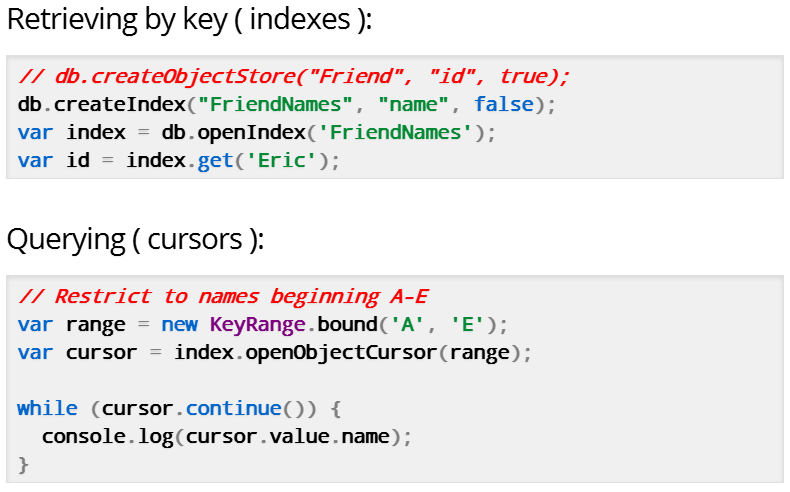 Retrieving by key ( indexes ):
// db.createObjectStore("Friend", "id", true);
db.createIndex("FriendNames", "name", false);
var index = db.openIndex('FriendNames');
var id = index.get('Eric');
Querying ( cursors ):
// Restrict to names beginning A-E
var range = new KeyRange.bound('A', 'E');
var cursor = index.openObjectCursor(range);
while (cursor.continue()) {
  console.log(cursor.value.name);
}